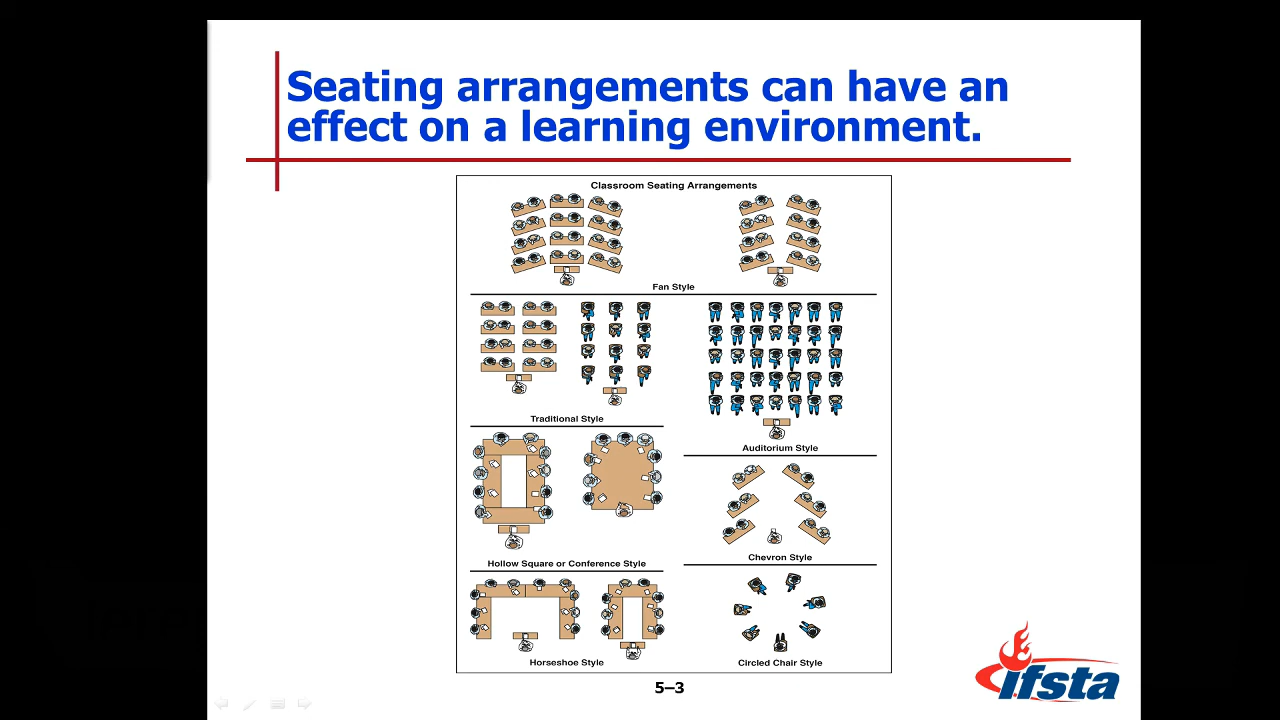 Seating arrangements can have an
effect on a learning environment.
Classroom Seating Arrangements
Fan Style
Traditional Style
Auditorium Style
Hollow Square or Conference Style
Chevron Style
Horseshoe Style
Circled Chair Style
ifsta
5–3